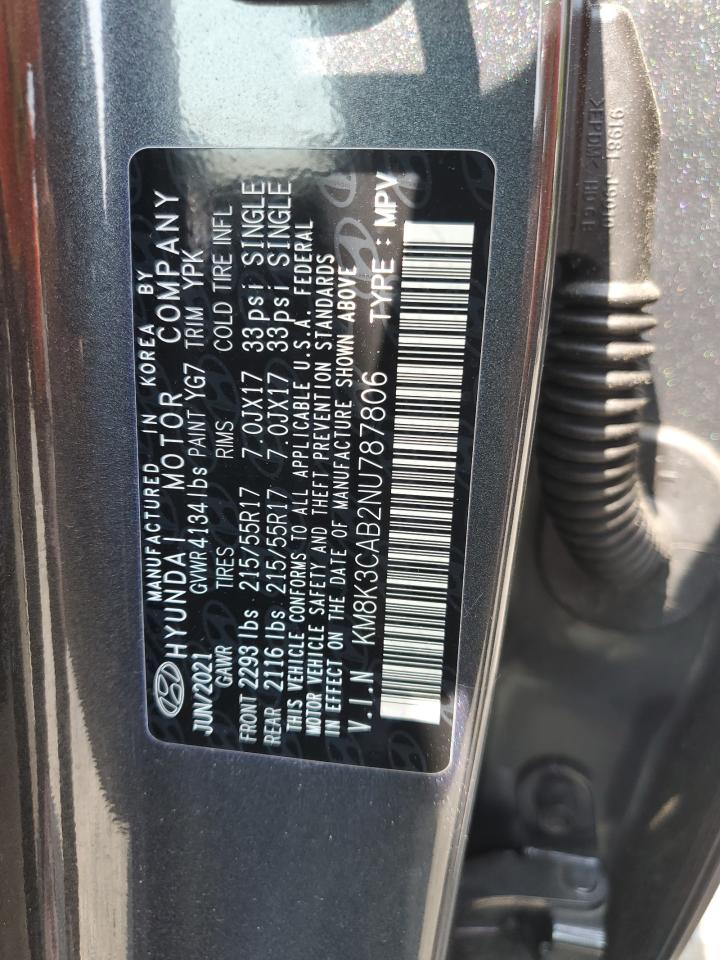 MANUFACTURED IN KOREA BY
HYUNDAI MOTOR COMPANY
JUN/2021 GVWR 4134 lbs PAINT YG7 TRIM YPK
GAWR TIRES RIMS COLD TIRE INFL
FRONT 2293 lbs 215/55R17 7.0JX17 33psi SINGLE
REAR 2116 lbs 215/55R17 7.0JX17 33psi SINGLE
THIS VEHICLE CONFORMS TO ALL APPLICABLE U.S.A. FEDERAL
MOTOR VEHICLE SAFETY AND THEFT PREVENTION STANDARDS
IN EFFECT ON THE DATE OF MANUFACTURE SHOWN ABOVE
V.I.N KM8K3CAB2NU787806 TYPE : MPV
>EPDM<